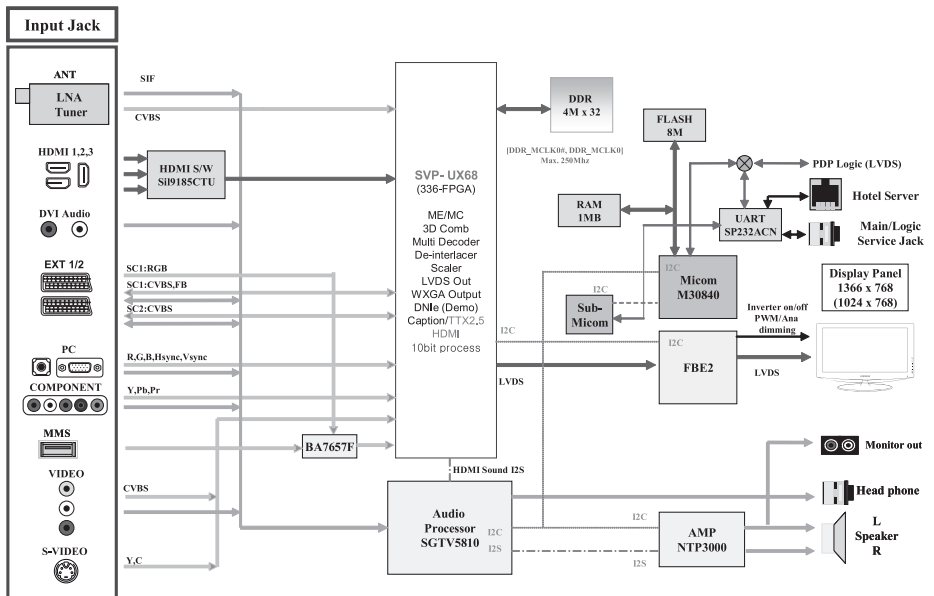 Input Jack
ANT
LNA
Tuner
SIF
CVBS
HDMI 1,2,3
HDMI S/W
Sil9185CTU
DVI Audio
EXT 1/2
SC1:RGB
SC1:CVBS,FB
SC2:CVBS
PC
R,G,B,Hsync,Vsync
COMPONENT
Y,Pb,Pr
MMS
BA7657F
VIDEO
CVBS
S-VIDEO
Y,C
SVP- UX68
(336-FPGA)
ME/MC
3D Comb
Multi Decoder
De-interlacer
Scaler
LVDS Out
WXGA Output
DNIe (Demo)
Caption/TTX2.5
HDMI
10bit process
DDR
4M x 32
[DDR_MCLK0#, DDR_MCLK0]
Max. 250Mhz
FLASH
8M
RAM
1MB
PDP Logic (LVDS)
UART
SP232ACN
Hotel Server
Main/Logic
Service Jack
I2C
Micom
M30840
I2C
Sub-
Micom
Display Panel
1366 x 768
(1024 x 768)
Inverter on/off
PWM/Ana
dimming
I2C
I2C
FBE2
LVDS
LVDS
HDMI Sound I2S
Audio
Processor
SGTV5810
I2C
I2S
I2C
I2S
AMP
NTP3000
Monitor out
Head phone
L
Speaker
R